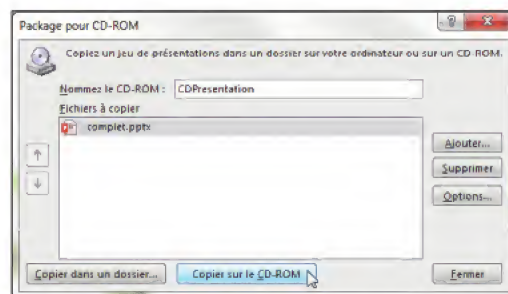 Package pour CD-ROM
Copiez un jeu de présentations dans un dossier sur votre ordinateur ou sur un CD-ROM.
Nommez le CD-ROM : CDPresentation
Fichiers à copier
complet.pptx
Ajouter...
Supprimer
Options...
Copier dans un dossier... Copier sur le CD-ROM Fermer